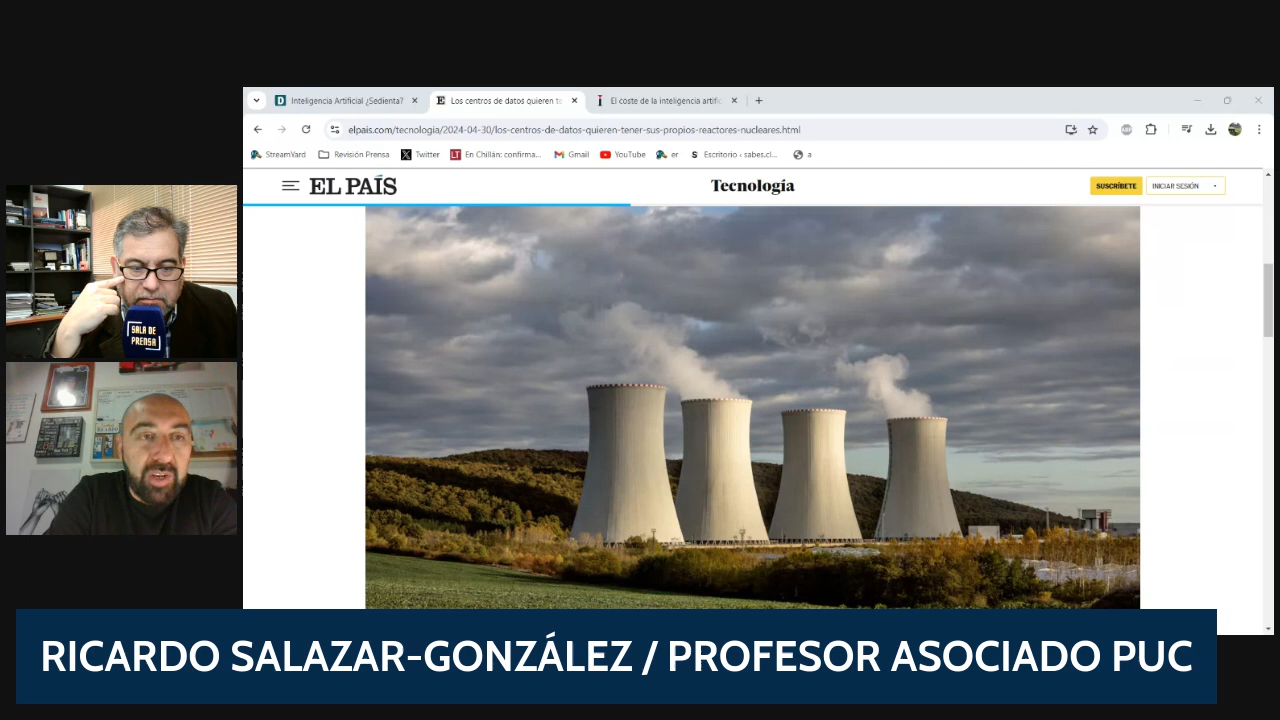 Inteligencia Artificial ¿Sedienta?
Los centros de datos quieren te
El coste de la inteligencia artific
elpais.com/tecnologia/2024-04-30/los-centros-de-datos-quieren-tener-sus-propios-reactores-nucleares.html
StreamYard
Revisión Prensa
Twitter
LT En Chillán: confirma...
Gmail
YouTube
er
Escritorio ‹ sabes.cl...
a
EL PAÍS
Tecnología
SUSCRÍBETE
INICIAR SESIÓN
SALA DE
PRENSA
RICARDO SALAZAR-GONZÁLEZ / PROFESOR ASOCIADO PUC